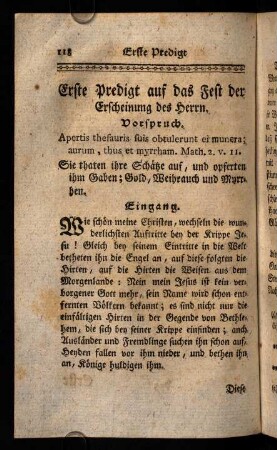 118 Erste Predigt
Erste Predigt auf das Fest der
Erscheinung des Herrn.
Vorspruch.
Apertis thesauris suis obtulerunt ei munera;
aurum, thus et myrrham. Math. 2. v. 11.
Sie thaten ihre Schätze auf, und opferten
ihm Gaben; Gold, Weihrauch und Myrr-
hen.
Eingang.
Wie schön meine Christen, wechseln die wun-
derlichsten Auftritte bey der Krippe Je-
su! Gleich bey seinem Eintritte in die Welt
betheten ihn die Engel an, auf diese folgten die
Hirten, auf die Hirten die Weisen aus dem
Morgenlande: Nein mein Jesus ist kein ver-
borgener Gott mehr, sein Name wird schon ent-
fernten Völkern bekannt; es sind nicht nur die
einfältigen Hirten in der Gegende von Bethle-
hem, die sich bey seiner Krippe einfinden; auch
Ausländer und Fremdlinge suchen ihn schon auf.
Heyden fallen vor ihm nieder, und bethen ihn
an, Könige huldigen ihm.
Diese